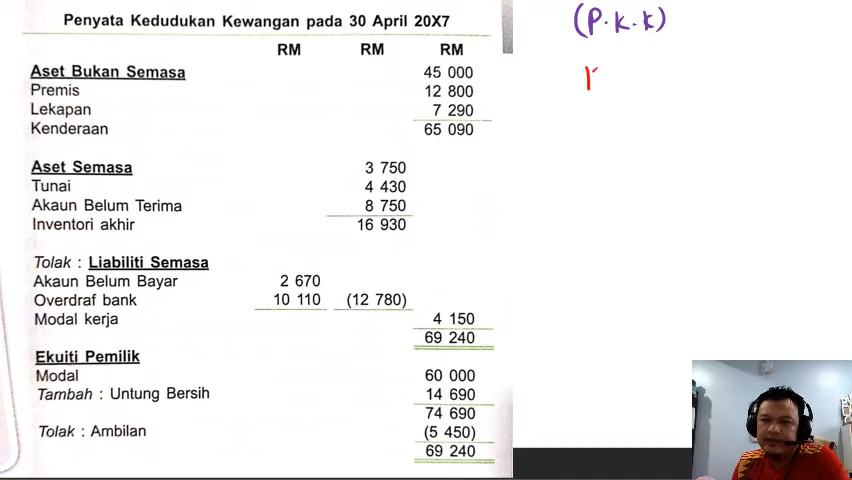 Penyata Kedudukan Kewangan pada 30 April 20X7
(P.K.K)
RM RM RM
Aset Bukan Semasa 45 000
Premis 12 800
Lekapan 7 290
Kenderaan 65 090
Aset Semasa 3 750
Tunai 4 430
Akaun Belum Terima 8 750
Inventori akhir 16 930
Tolak : Liabiliti Semasa
Akaun Belum Bayar 2 670
Overdraf bank 10 110 (12 780)
Modal kerja 4 150
69 240
Ekuiti Pemilik
Modal 60 000
Tambah : Untung Bersih 14 690
74 690
Tolak : Ambilan (5 450)
69 240